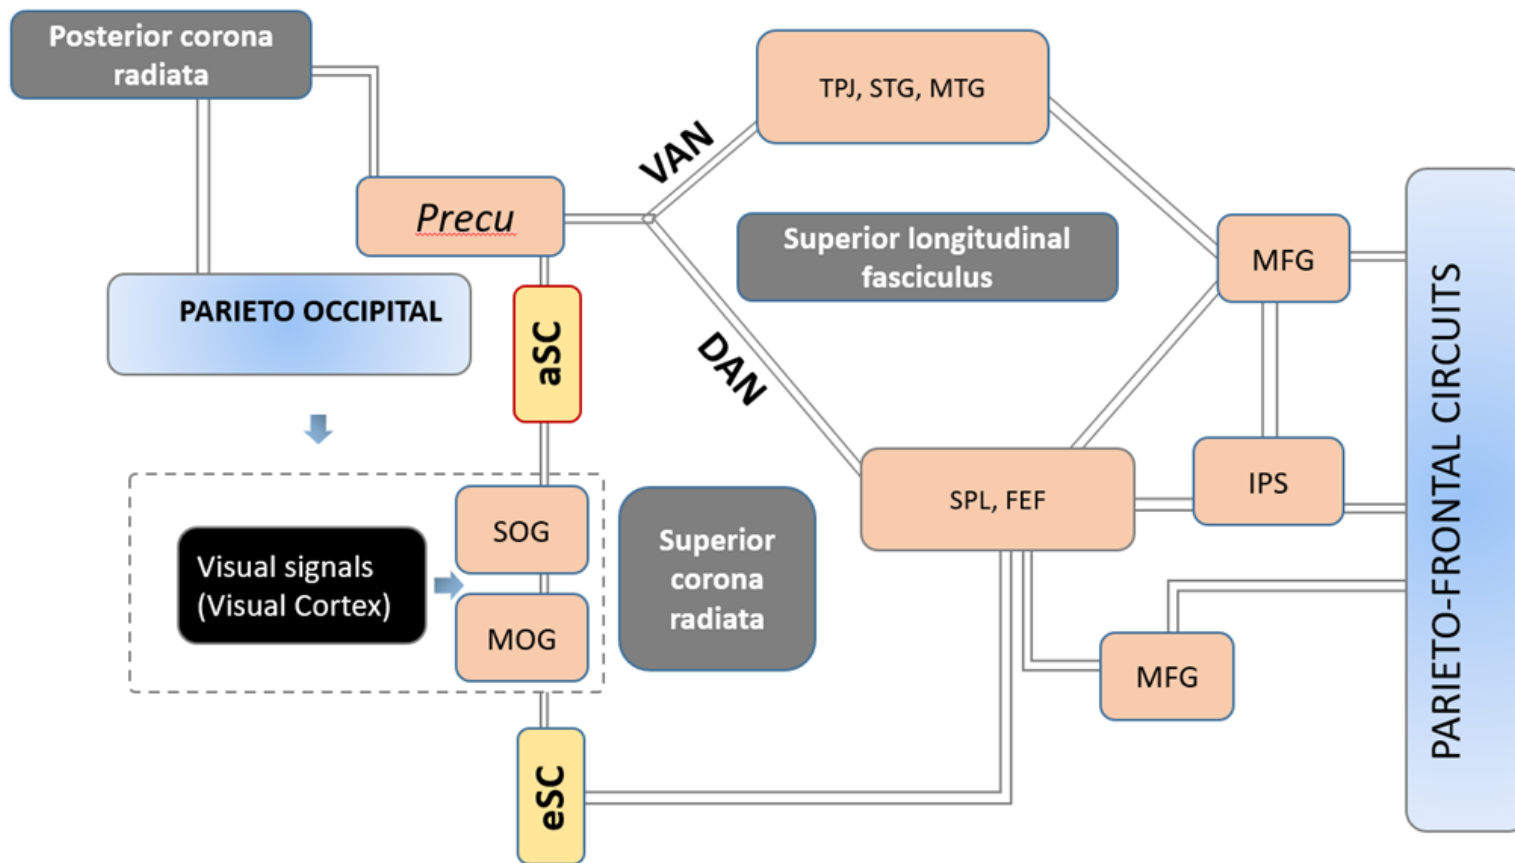 Posterior corona
radiata
TPJ, STG, MTG
VAN
Precu
Superior longitudinal
fasciculus
MFG
PARIETO OCCIPITAL
aSC
DAN
PARIETO-FRONTAL CIRCUITS
SPL, FEF
IPS
SOG
Visual signals
(Visual Cortex)
MOG
Superior
corona
radiata
MFG
eSC